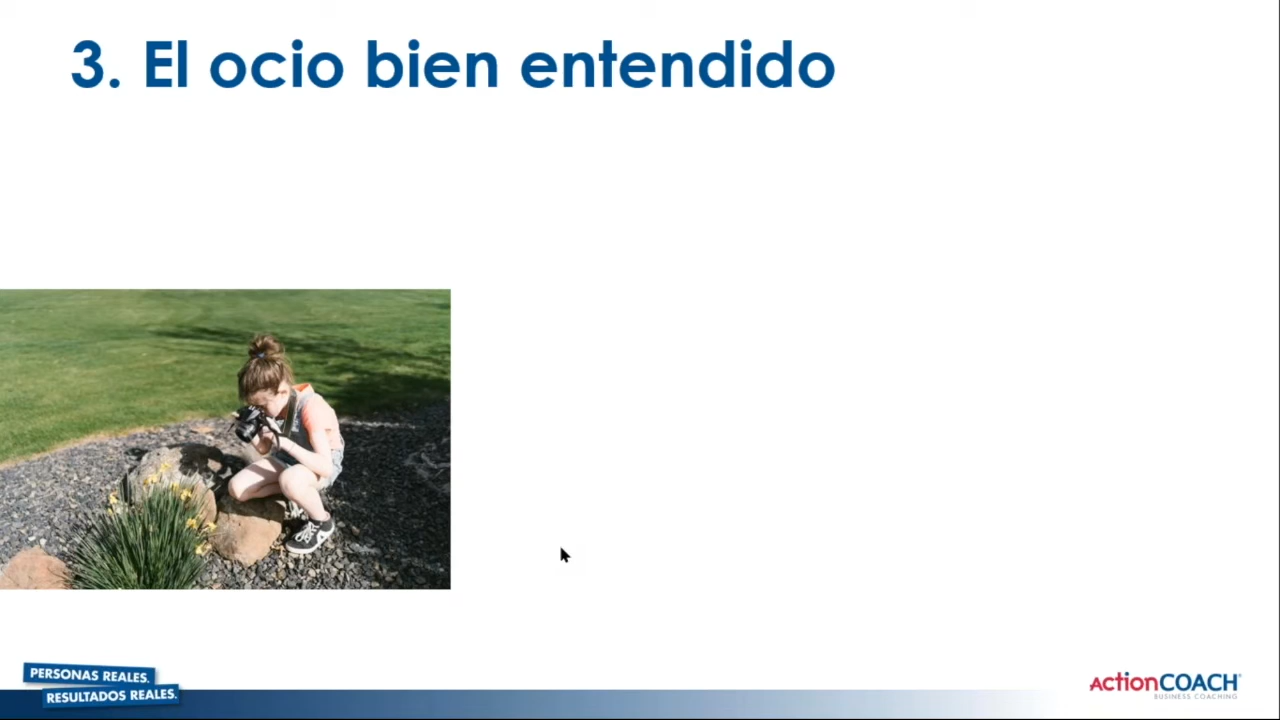 3. El ocio bien entendido
PERSONAS REALES.
RESULTADOS REALES.
ActionCOACH
BUSINESS COACHING